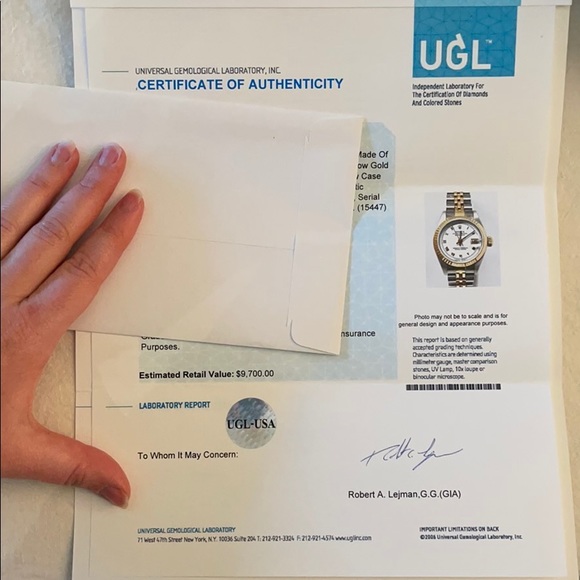 UGL™
Independent Laboratory For
The Certification Of Diamonds
And Colored Stones
UNIVERSAL GEMOLOGICAL LABORATORY, INC.
CERTIFICATE OF AUTHENTICITY
Made Of
Gold
Case
Serial
(15447)
Photo may not be to scale and is for
general design and appearance purposes.
This report is based on generally
accepted grading techniques.
Characteristics are determined using
millimeter gauge, master comparison
stones, UV Lamp, 10x loupe or
binocular microscope.
Purposes.
Estimated Retail Value: $9,700.00
LABORATORY REPORT
UGL-USA
To Whom It May Concern:
Robert A. Lejman,G.G.(GIA)
UNIVERSAL GEMOLOGICAL LABORATORY
71 West 47th Street New York, N.Y. 10036 Suite 204 T: 212-921-3324 F: 212-921-4574 www.uglinc.com
IMPORTANT LIMITATIONS ON BACK
©2006 Universal Gemological Laboratory, Inc.